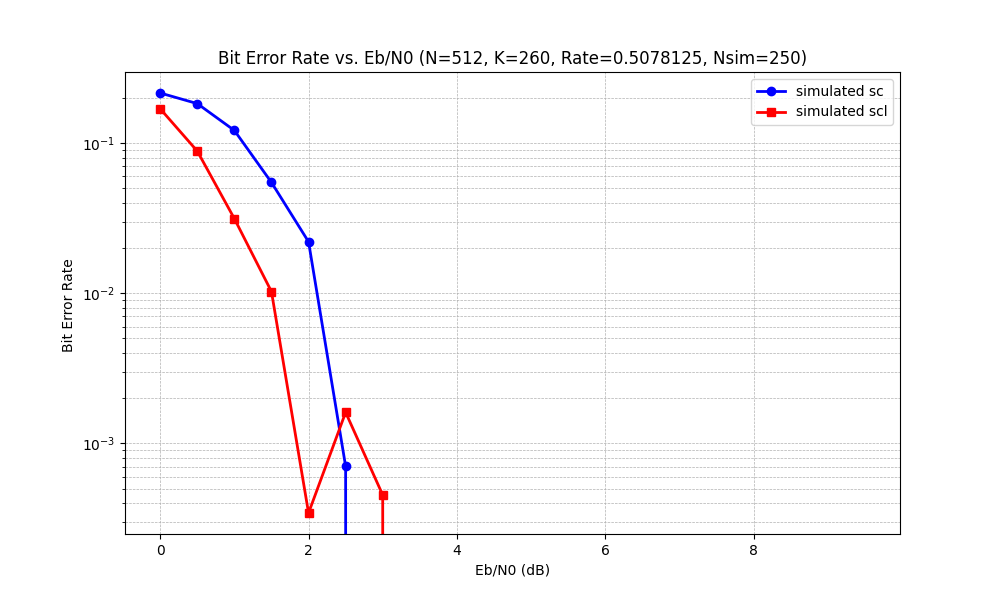 Bit Error Rate vs. Eb/N0 (N=512, K=260, Rate=0.5078125, Nsim=250)
simulated sc
simulated scl
10⁻¹
10⁻²
10⁻³
Bit Error Rate
0 2 4 6 8
Eb/N0 (dB)